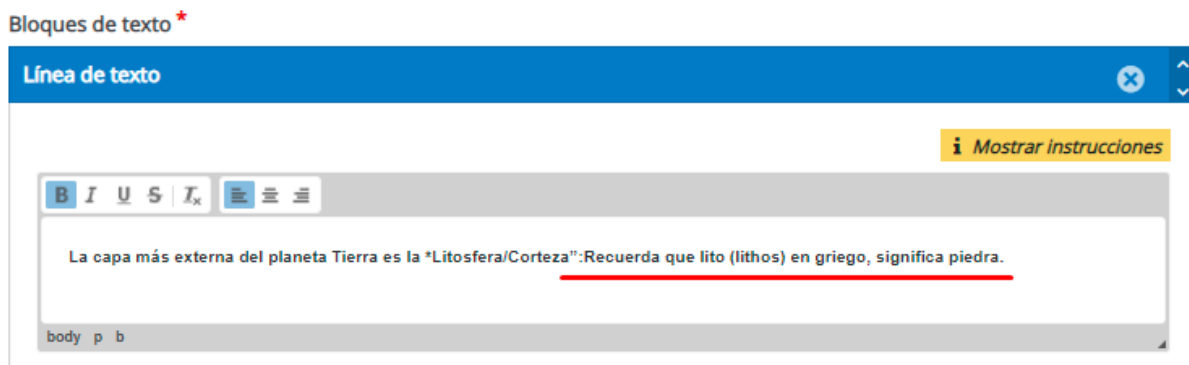 Bloques de texto *
Línea de texto
i Mostrar instrucciones
B I U S Ix
La capa más externa del planeta Tierra es la *Litosfera/Corteza":Recuerda que lito (lithos) en griego, significa piedra.
body p b